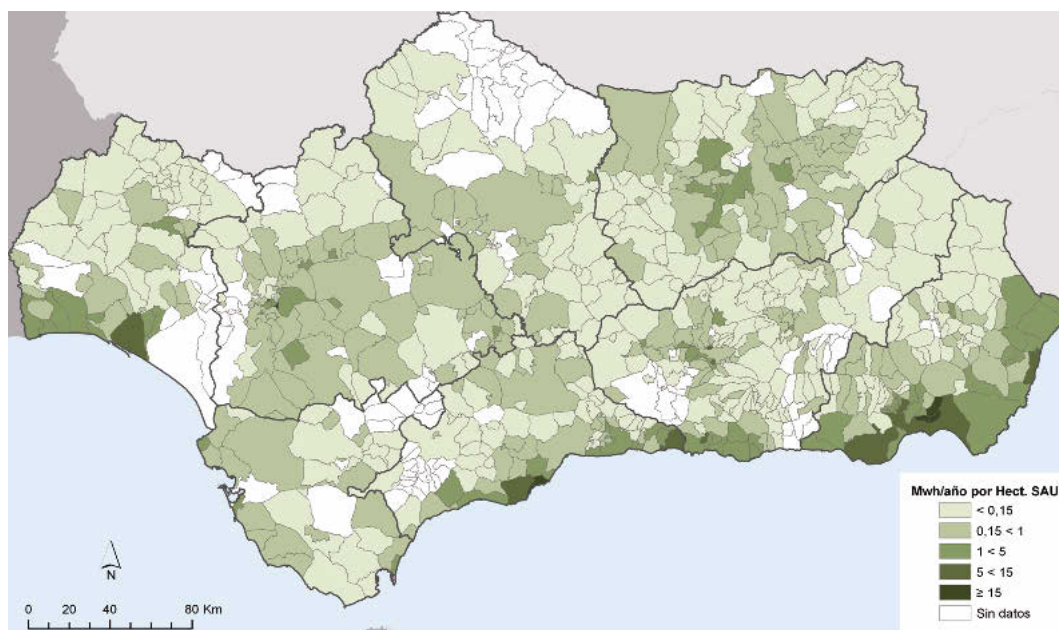 Mwh/año por Hect. SAU
< 0,15
0,15 < 1
1 < 5
5 < 15
≥ 15
Sin datos
N
0 20 40 80 Km